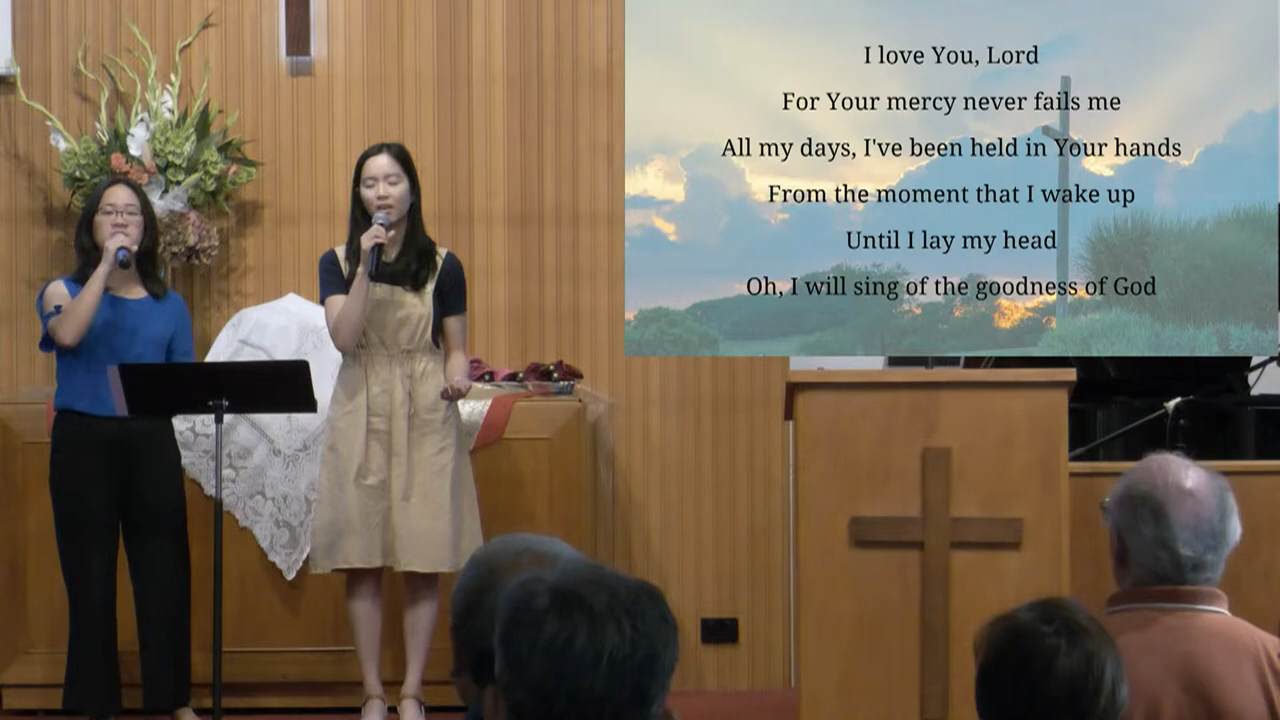 I love You, Lord
For Your mercy never fails me
All my days, I've been held in Your hands
From the moment that I wake up
Until I lay my head
Oh, I will sing of the goodness of God